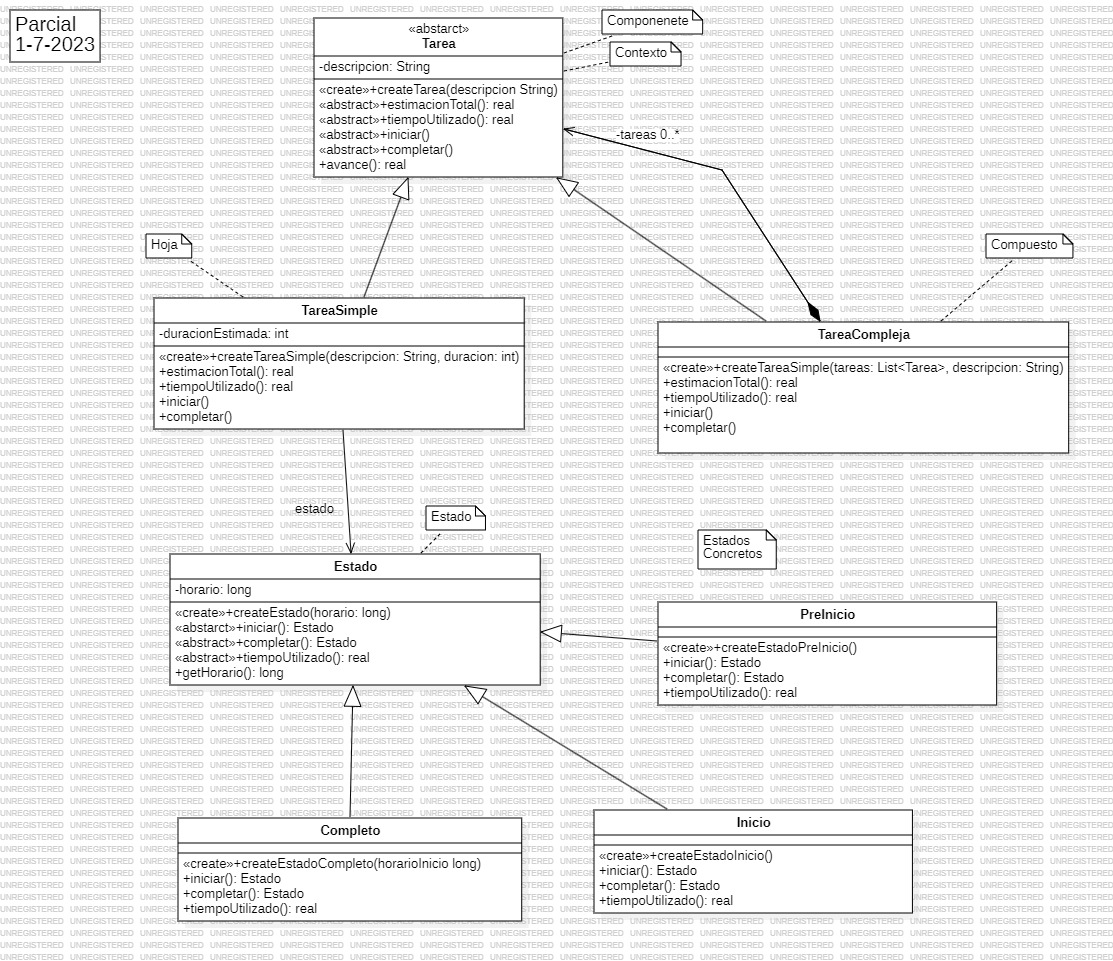 Parcial
1-7-2023
Componenete
Contexto
«abstarct»
Tarea
-descripcion: String
«create»+createTarea(descripcion String)
«abstract»+estimacionTotal(): real
«abstract»+tiempoUtilizado(): real
«abstract»+iniciar()
«abstract»+completar()
+avance(): real
-tareas 0..*
Hoja
Compuesto
TareaSimple
-duracionEstimada: int
«create»+createTareaSimple(descripcion: String, duracion: int)
+estimacionTotal(): real
+tiempoUtilizado(): real
+iniciar()
+completar()
TareaCompleja
«create»+createTareaSimple(tareas: List<Tarea>, descripcion: String)
+estimacionTotal(): real
+tiempoUtilizado(): real
+iniciar()
+completar()
estado
Estado
Estados
Concretos
Estado
-horario: long
«create»+createEstado(horario: long)
«abstarct»+iniciar(): Estado
«abstract»+completar(): Estado
«abstract»+tiempoUtilizado(): real
+getHorario(): long
PreInicio
«create»+createEstadoPreInicio()
+iniciar(): Estado
+completar(): Estado
+tiempoUtilizado(): real
Completo
«create»+createEstadoCompleto(horarioInicio long)
+iniciar(): Estado
+completar(): Estado
+tiempoUtilizado(): real
Inicio
«create»+createEstadoInicio()
+iniciar(): Estado
+completar(): Estado
+tiempoUtilizado(): real
UNREGISTERED